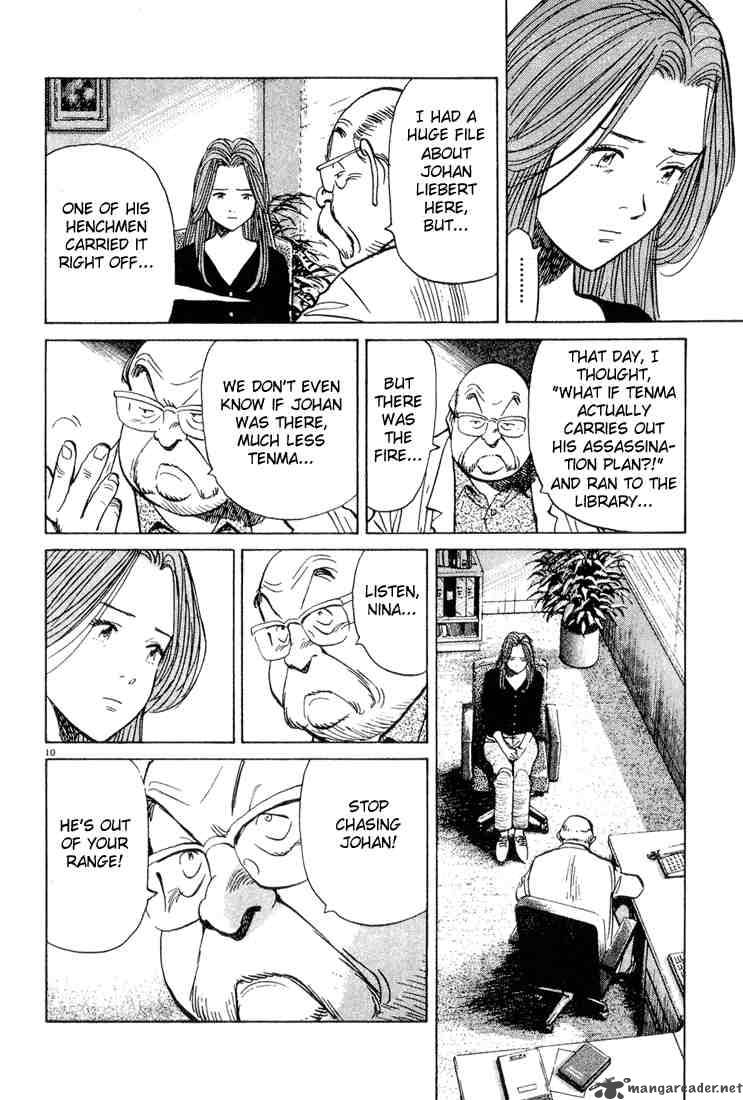 ..........
I HAD A
HUGE FILE
ABOUT
JOHAN
LIEBERT
HERE,
BUT...
ONE OF HIS
HENCHMEN
CARRIED IT
RIGHT OFF...
THAT DAY, I
THOUGHT,
"WHAT IF TENMA
ACTUALLY
CARRIES OUT
HIS ASSASSINA-
TION PLAN?!"
AND RAN TO THE
LIBRARY...
BUT
THERE
WAS
THE
FIRE...
WE DON'T EVEN
KNOW IF JOHAN
WAS THERE,
MUCH LESS
TENMA...
LISTEN,
NINA...
10
STOP
CHASING
JOHAN!
HE'S OUT
OF YOUR
RANGE!
mangareader.net